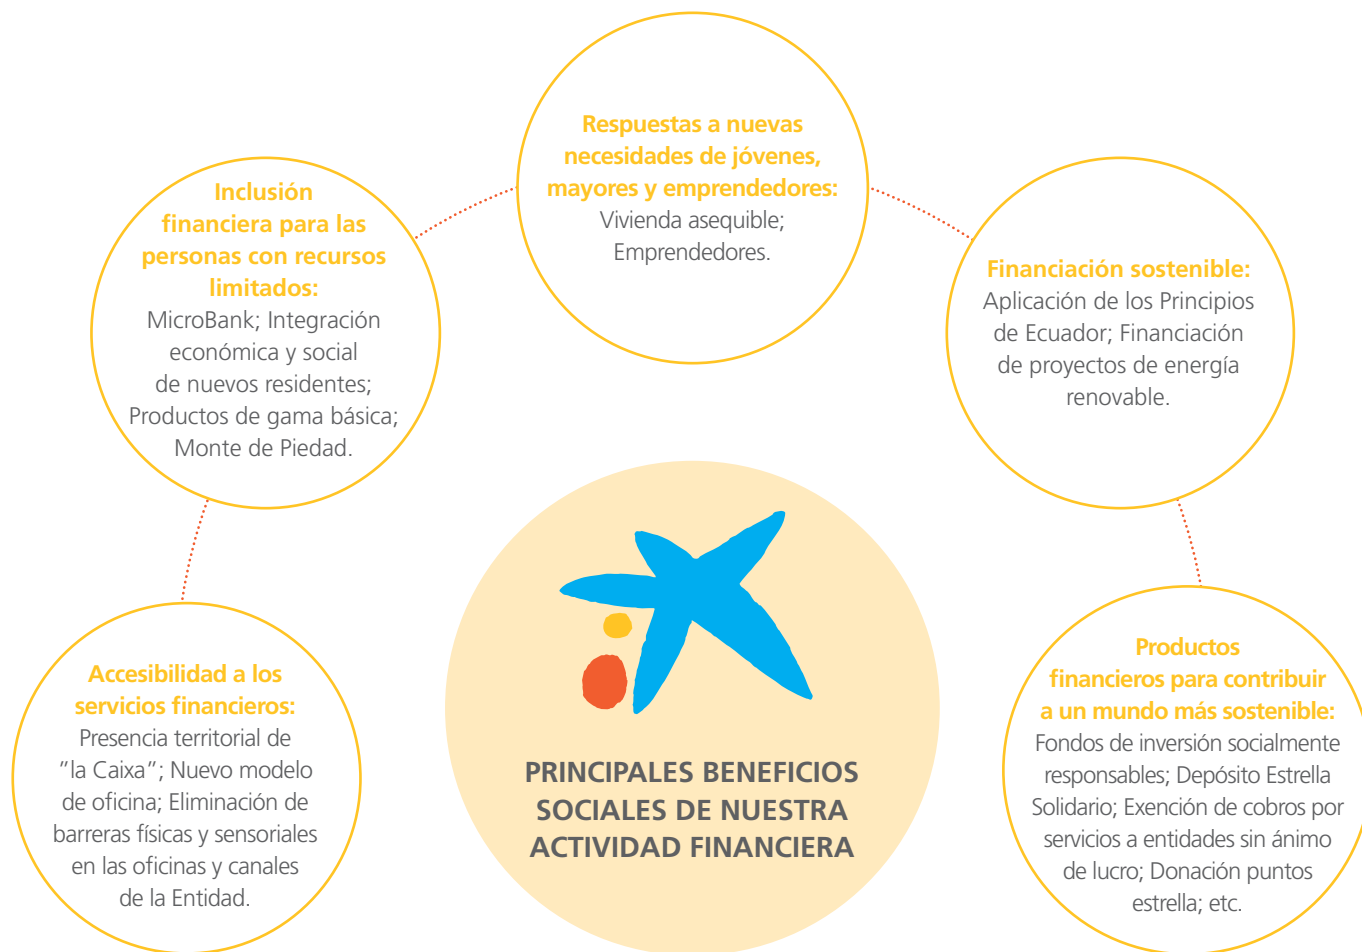 Respuestas a nuevas
necesidades de jóvenes,
mayores y emprendedores:
Vivienda asequible;
Emprendedores.
Inclusión
financiera para las
personas con recursos
limitados:
MicroBank; Integración
económica y social
de nuevos residentes;
Productos de gama básica;
Monte de Piedad.
Financiación sostenible:
Aplicación de los Principios
de Ecuador; Financiación
de proyectos de energía
renovable.
Accesibilidad a los
servicios financieros:
Presencia territorial de
”la Caixa”; Nuevo modelo
de oficina; Eliminación de
barreras físicas y sensoriales
en las oficinas y canales
de la Entidad.
PRINCIPALES BENEFICIOS
SOCIALES DE NUESTRA
ACTIVIDAD FINANCIERA
Productos
financieros para contribuir
a un mundo más sostenible:
Fondos de inversión socialmente
responsables; Depósito Estrella
Solidario; Exención de cobros por
servicios a entidades sin ánimo
de lucro; Donación puntos
estrella; etc.